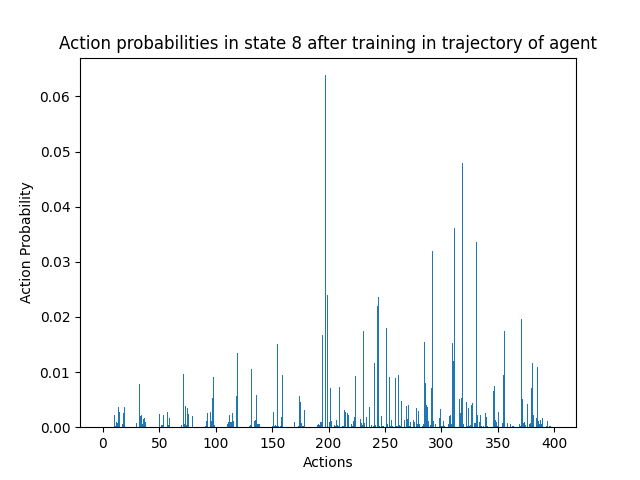 Action probabilities in state 8 after training in trajectory of agent
0.06
0.05
0.04
0.03
0.02
0.01
0.00
Action Probability
0 50 100 150 200 250 300 350 400
Actions